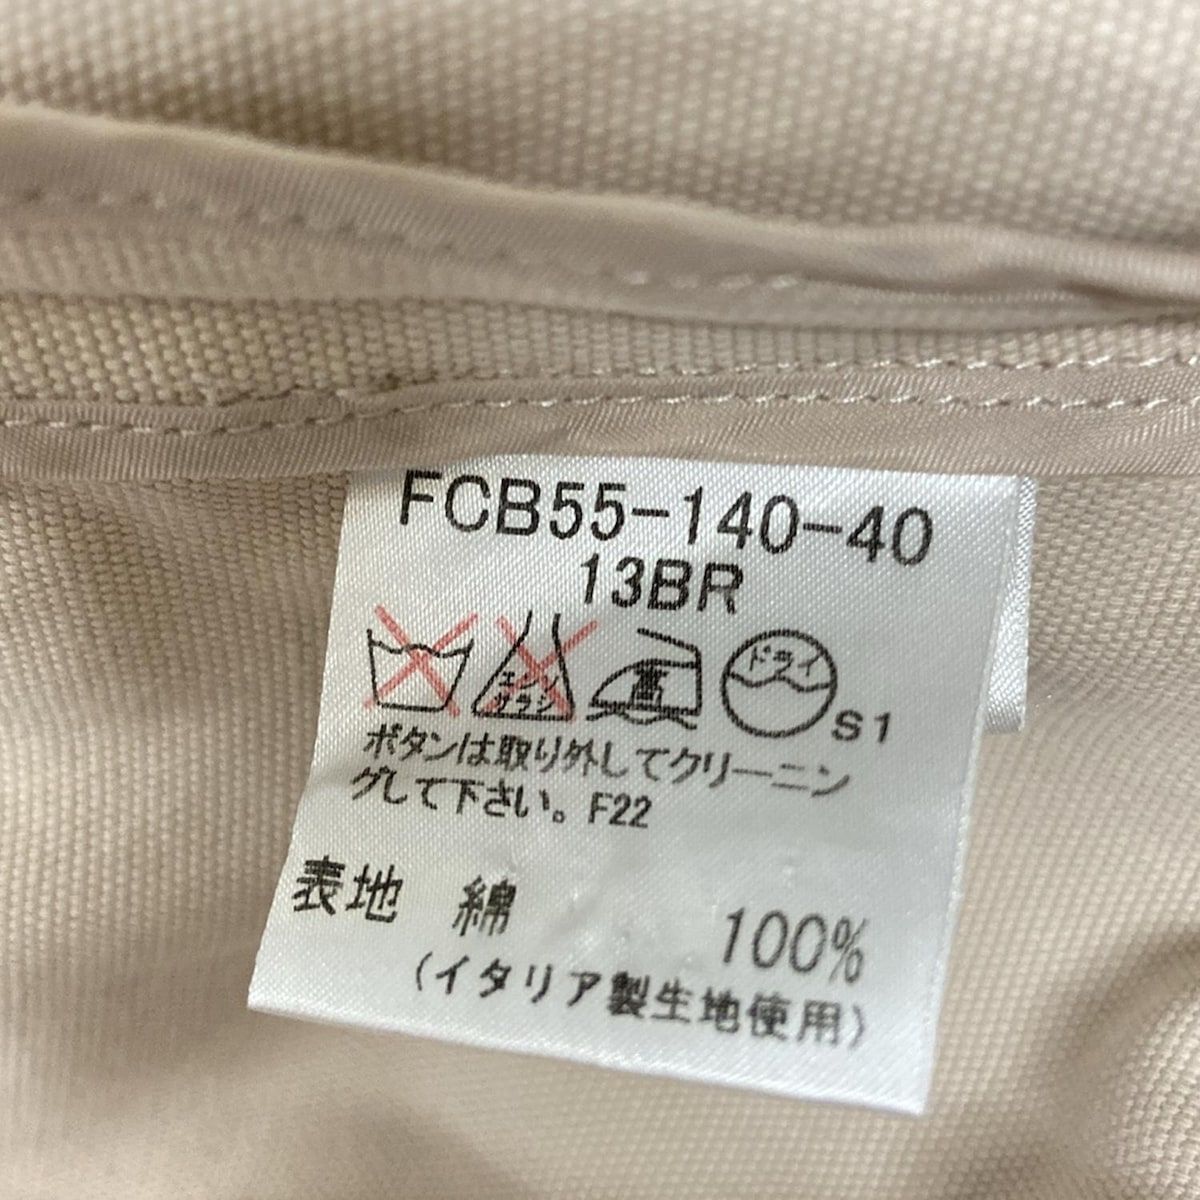 FCB55-140-40
13BR
エンソ
サラシ
高
ドライ
S1
ボタンは取り外してクリーニン
グして下さい。F22
表地 綿 100%
(イタリア製生地使用)